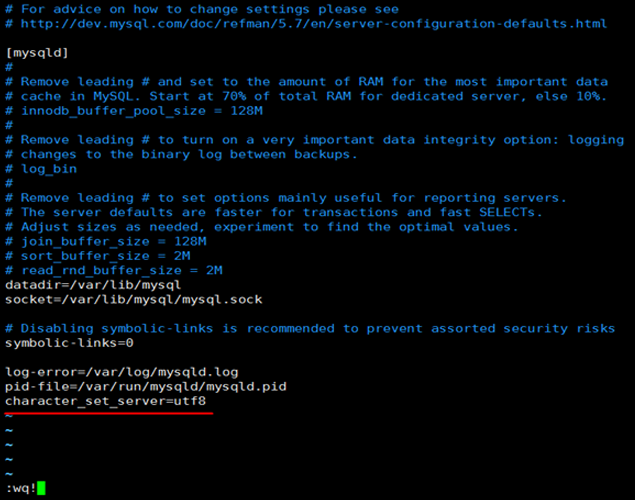 # For advice on how to change settings please see
# http://dev.mysql.com/doc/refman/5.7/en/server-configuration-defaults.html
[mysqld]
#
# Remove leading # and set to the amount of RAM for the most important data
# cache in MySQL. Start at 70% of total RAM for dedicated server, else 10%.
# innodb_buffer_pool_size = 128M
#
# Remove leading # to turn on a very important data integrity option: logging
# changes to the binary log between backups.
# log_bin
#
# Remove leading # to set options mainly useful for reporting servers.
# The server defaults are faster for transactions and fast SELECTs.
# Adjust sizes as needed, experiment to find the optimal values.
# join_buffer_size = 128M
# sort_buffer_size = 2M
# read_rnd_buffer_size = 2M
datadir=/var/lib/mysql
socket=/var/lib/mysql/mysql.sock
# Disabling symbolic-links is recommended to prevent assorted security risks
symbolic-links=0
log-error=/var/log/mysqld.log
pid-file=/var/run/mysqld/mysqld.pid
character_set_server=utf8
~
~
~
~
~
:wq!